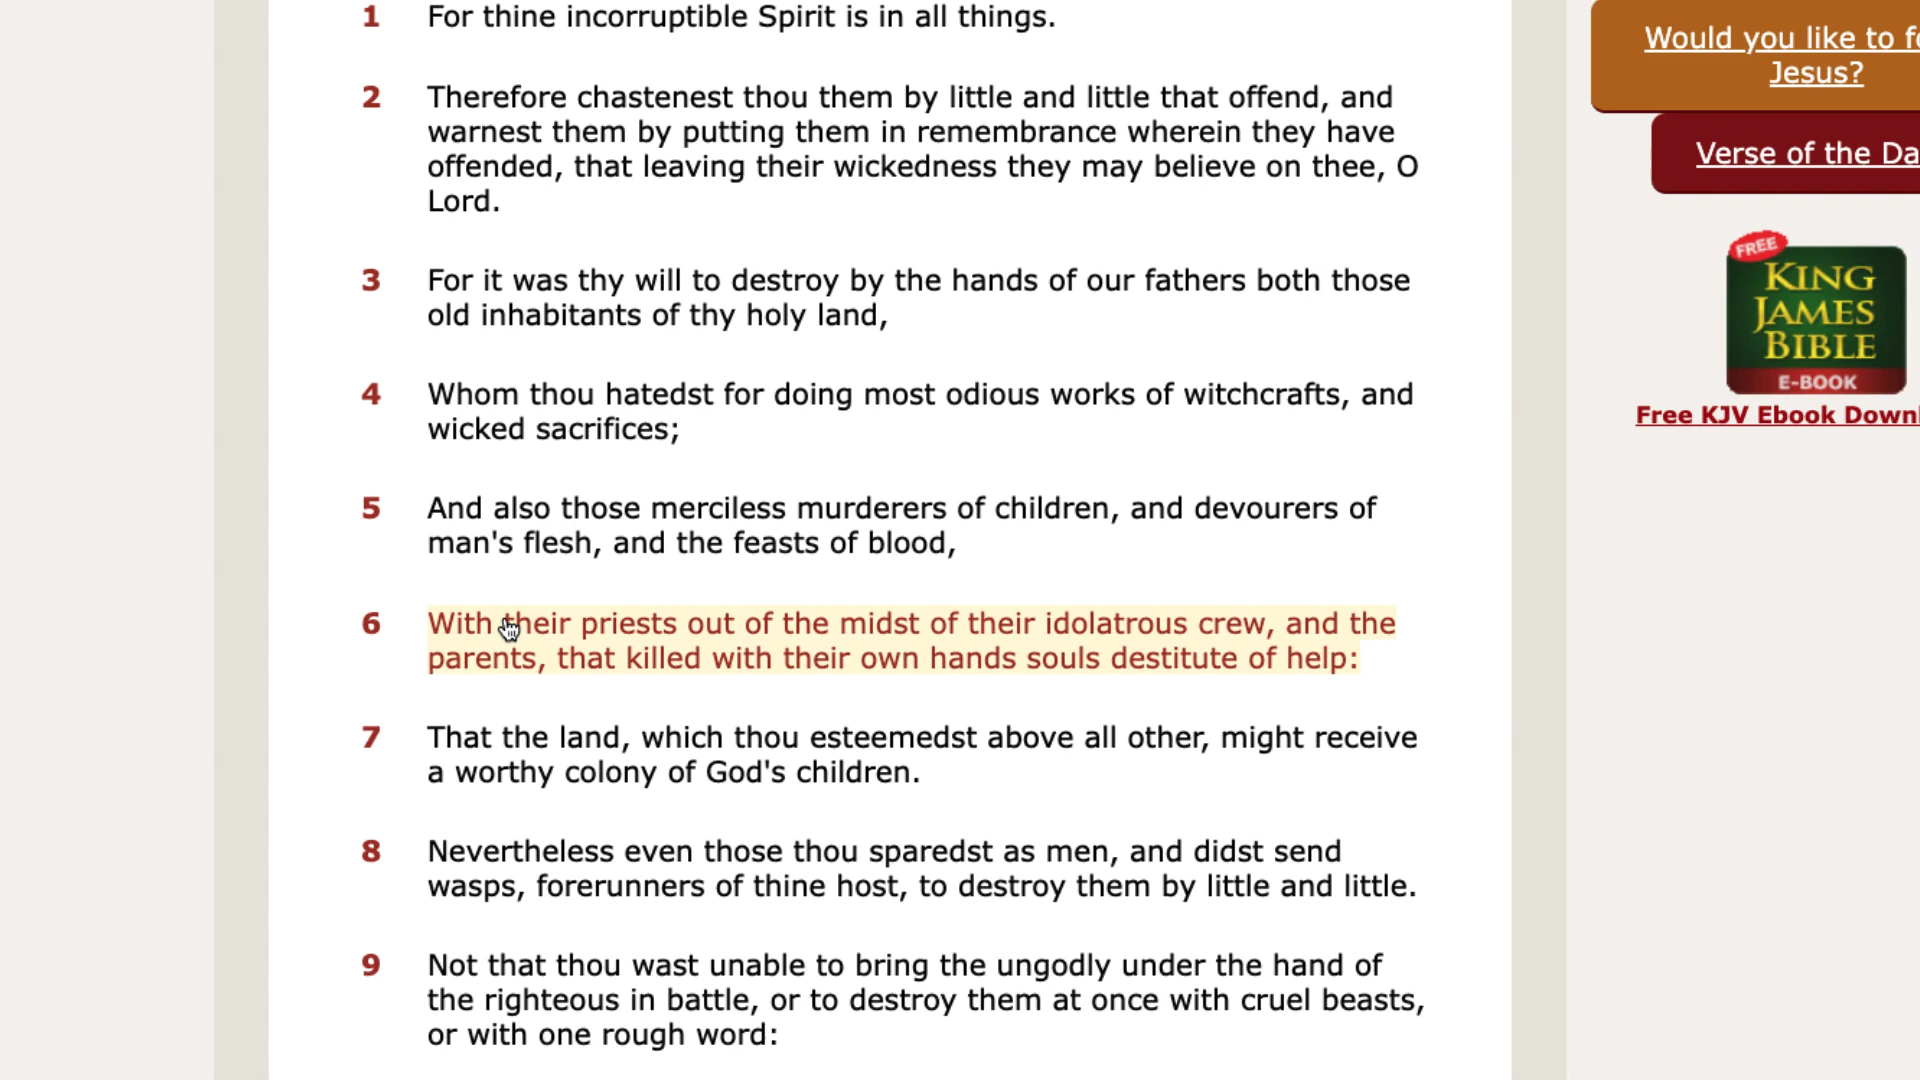 1 For thine incorruptible Spirit is in all things.
2 Therefore chastenest thou them by little and little that offend, and
warnest them by putting them in remembrance wherein they have
offended, that leaving their wickedness they may believe on thee, O
Lord.
3 For it was thy will to destroy by the hands of our fathers both those
old inhabitants of thy holy land,
4 Whom thou hatedst for doing most odious works of witchcrafts, and
wicked sacrifices;
5 And also those merciless murderers of children, and devourers of
man's flesh, and the feasts of blood,
6 With their priests out of the midst of their idolatrous crew, and the
parents, that killed with their own hands souls destitute of help:
7 That the land, which thou esteemedst above all other, might receive
a worthy colony of God's children.
8 Nevertheless even those thou sparedst as men, and didst send
wasps, forerunners of thine host, to destroy them by little and little.
9 Not that thou wast unable to bring the ungodly under the hand of
the righteous in battle, or to destroy them at once with cruel beasts,
or with one rough word:
Would you like to
Jesus?
Verse of the
FREE
KING
JAMES
BIBLE
E-BOOK
Free KJV Ebook